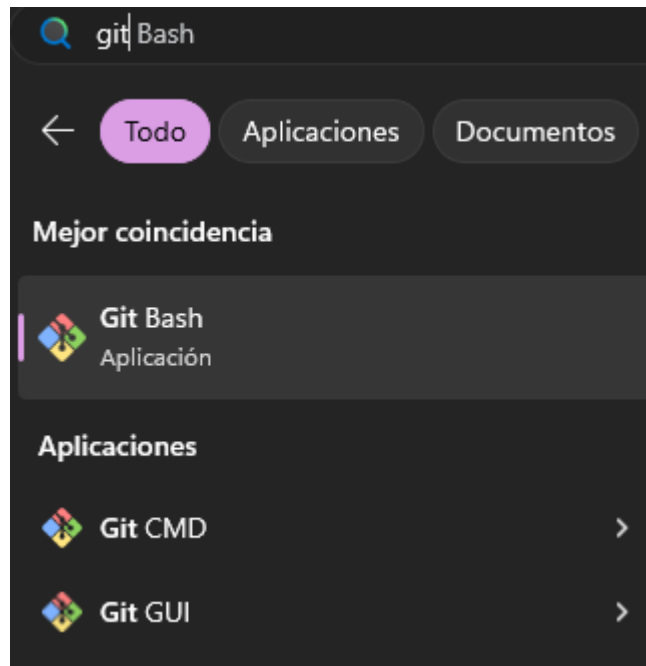 git Bash
Todo Aplicaciones Documentos
Mejor coincidencia
Git Bash
Aplicación
Aplicaciones
Git CMD
Git GUI